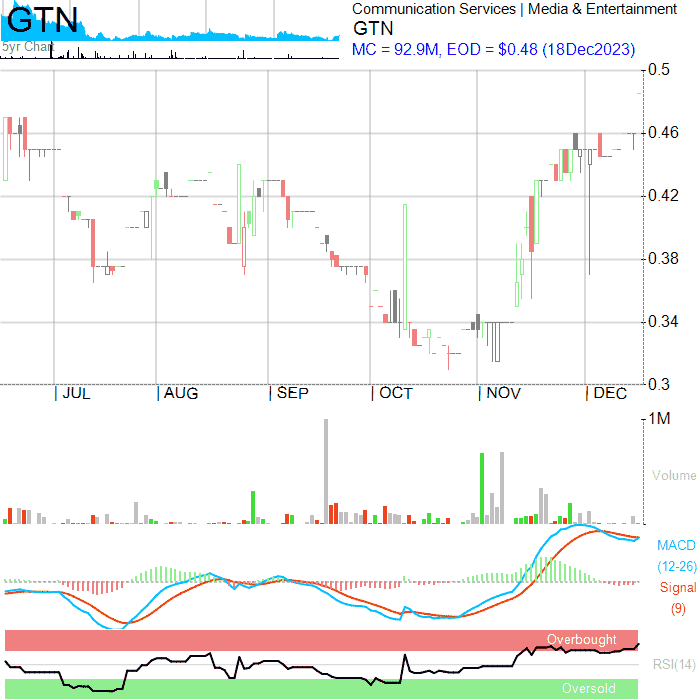 GTN
5yr Chart
Communication Services | Media & Entertainment
GTN
MC = 92.9M, EOD = $0.48 (18Dec2023)
0.5
0.46
0.42
0.38
0.34
0.3
| JUL | AUG | SEP | OCT | NOV | DEC
1M
Volume
MACD
(12-26)
Signal
(9)
Overbought
RSI(14)
Oversold